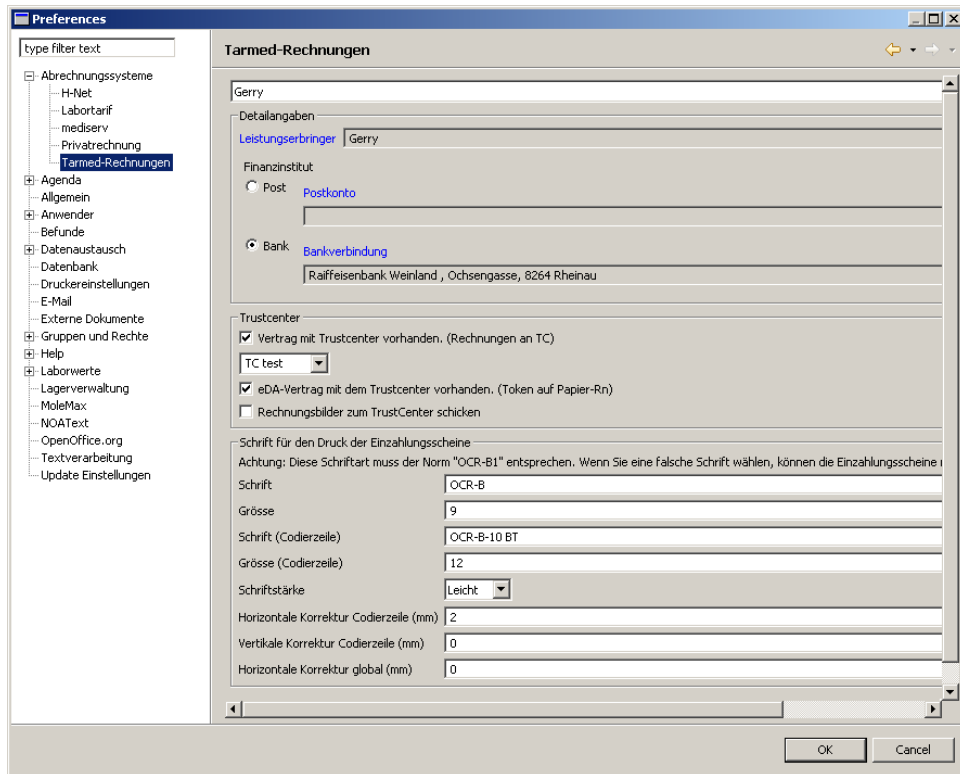 Preferences
type filter text
Abrechnungssysteme
H-Net
Labortarif
mediserv
Privatrechnung
Tarmed-Rechnungen
Agenda
Allgemein
Anwender
Befunde
Datenaustausch
Datenbank
Druckereinstellungen
E-Mail
Externe Dokumente
Gruppen und Rechte
Help
Laborwerte
Lagerverwaltung
MoleMax
NOAText
OpenOffice.org
Textverarbeitung
Update Einstellungen
Tarmed-Rechnungen
Gerry
Detailangaben
Leistungserbringer Gerry
Finanzinstitut
Post Postkonto
Bank Bankverbindung
Raiffeisenbank Weinland , Ochsengasse, 8264 Rheinau
Trustcenter
Vertrag mit Trustcenter vorhanden. (Rechnungen an TC)
TC test
eDA-Vertrag mit dem Trustcenter vorhanden. (Token auf Papier-Rn)
Rechnungsbilder zum TrustCenter schicken
Schrift für den Druck der Einzahlungsscheine
Achtung: Diese Schriftart muss der Norm "OCR-B1" entsprechen. Wenn Sie eine falsche Schrift wählen, können die Einzahlungsscheine
Schrift OCR-B
Grösse 9
Schrift (Codierzeile) OCR-B-10 BT
Grösse (Codierzeile) 12
Schriftstärke Leicht
Horizontale Korrektur Codierzeile (mm) 2
Vertikale Korrektur Codierzeile (mm) 0
Horizontale Korrektur global (mm) 0
OK Cancel